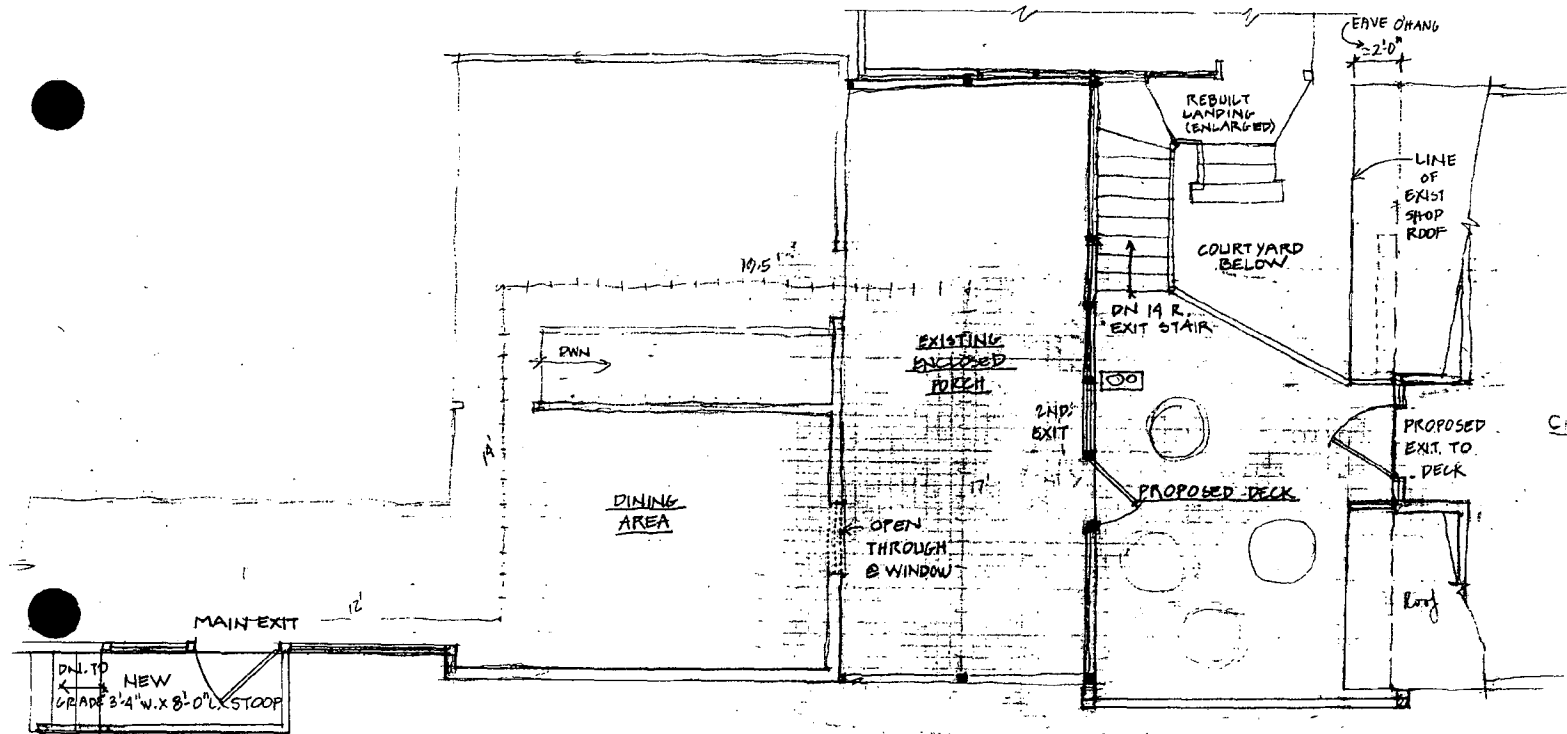 EAVE O'HANG
≈2'-0"
REBUILT
LANDING
(ENLARGED)
LINE
OF
EXIST
SHOP
ROOF
COURTYARD
BELOW
19.5'
DN 14 R.
EXIT STAIR
DWN
EXISTING
ENCLOSED
PORCH
2ND
EXIT
PROPOSED
EXIT TO
DECK
C
17'
PROPOSED DECK
DINING
AREA
OPEN
THROUGH
@ WINDOW
12'
MAIN EXIT
Roof
DN. TO
GRADE
NEW
3'-4" W. X 8'-0" L. STOOP